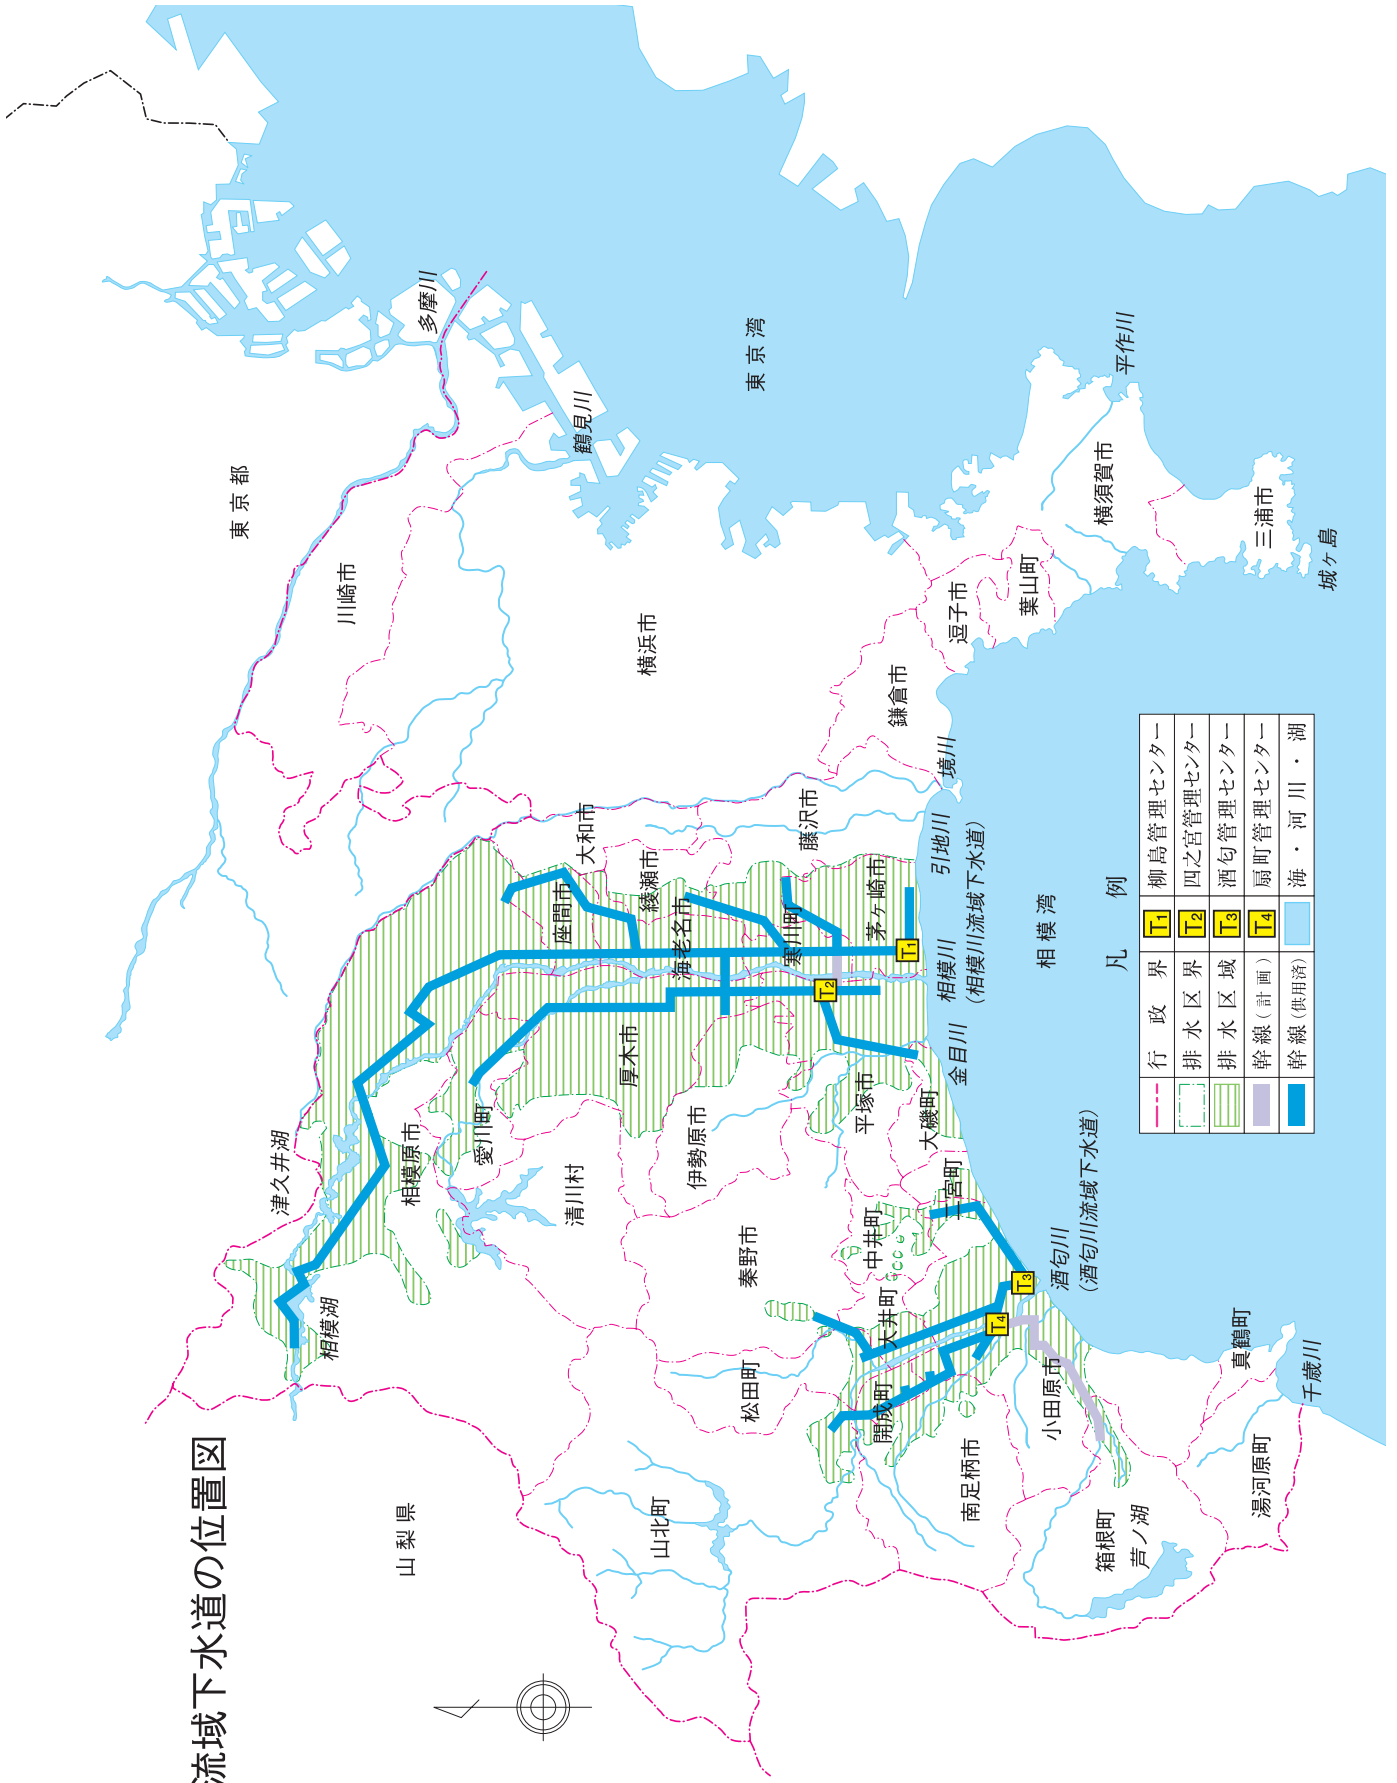 流域下水道の位置図
東京都
山梨県
川崎市
多摩川
鶴見川
横浜市
東京湾
津久井湖
相模湖
相模原市
愛川町
清川村
厚木市
座間市
大和市
綾瀬市
海老名市
寒川町
藤沢市
茅ヶ崎市
鎌倉市
逗子市
葉山町
横須賀市
平作川
三浦市
城ヶ島
境川
引地川
相模川
(相模川流域下水道)
金目川
相模湾
伊勢原市
平塚市
大磯町
二宮町
秦野市
中井町
大井町
松田町
開成町
山北町
南足柄市
小田原市
酒匂川
(酒匂川流域下水道)
箱根町
芦ノ湖
真鶴町
湯河原町
千歳川
T1
T2
T3
T4
凡例
行政界
排水区界
排水区域
幹線(計画)
幹線(供用済)
T1 柳島管理センター
T2 四之宮管理センター
T3 酒匂管理センター
T4 扇町管理センター
海・河川・湖